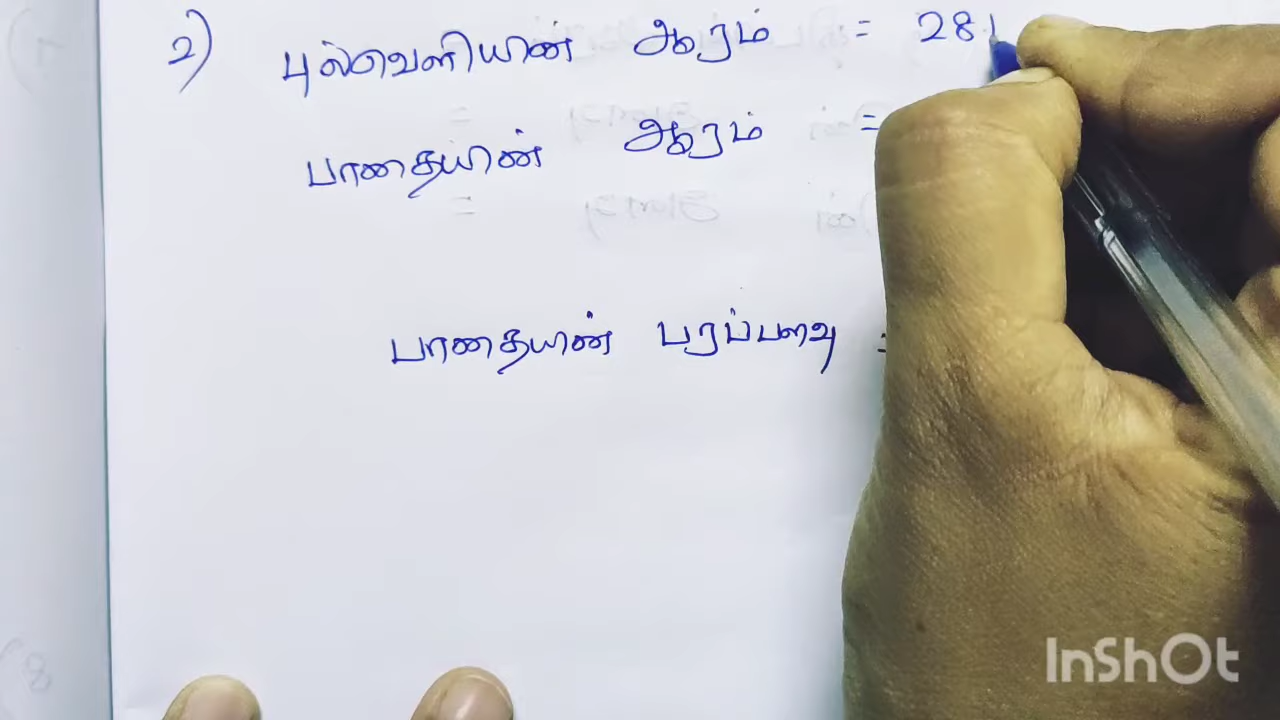 2) புல்வெளியின் ஆரம் = 28
பாதையின் ஆரம் =
பாதையின் பரப்பளவு =
InShOt